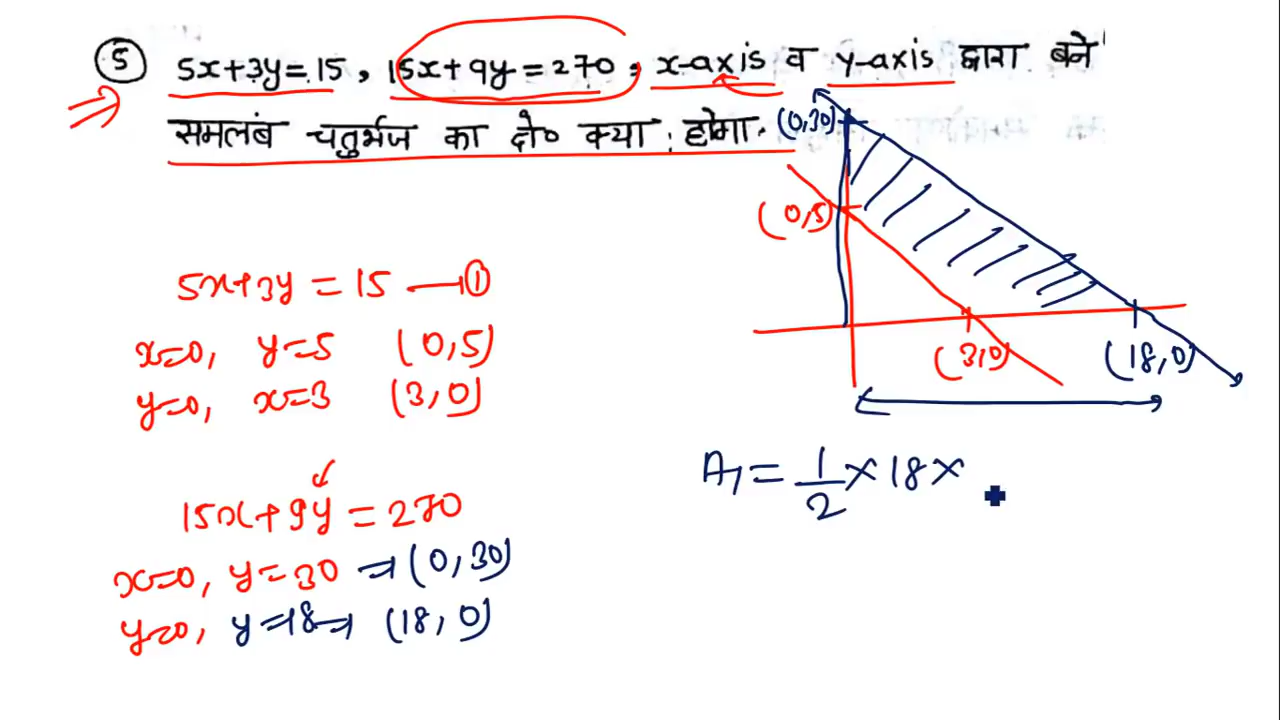 ⑤ 5x+3y=15, 15x+9y=270, x-axis व y-axis द्वारा बने
समलंब चतुर्भुज का क्षे० क्या होगा.
(0,30)
(0,5)
(3,0)
(18,0)
5x+3y=15 —①
x=0, y=5 (0,5)
y=0, x=3 (3,0)
15x+9y=270
x=0, y=30 ⇒(0,30)
y=0, y=18⇒ (18,0)
A₁=1/2×18×